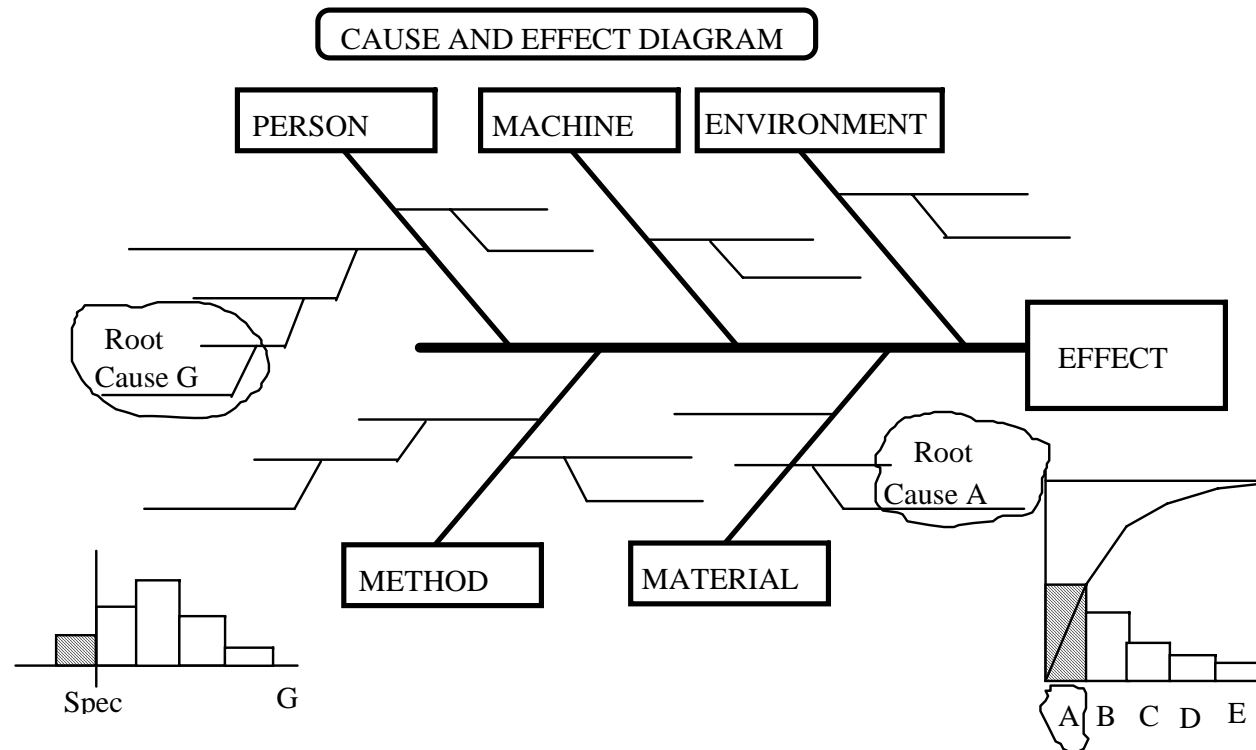 CAUSE AND EFFECT DIAGRAM
PERSON
MACHINE
ENVIRONMENT
Root
Cause G
EFFECT
Root
Cause A
METHOD
MATERIAL
Spec
G
A
B
C
D
E